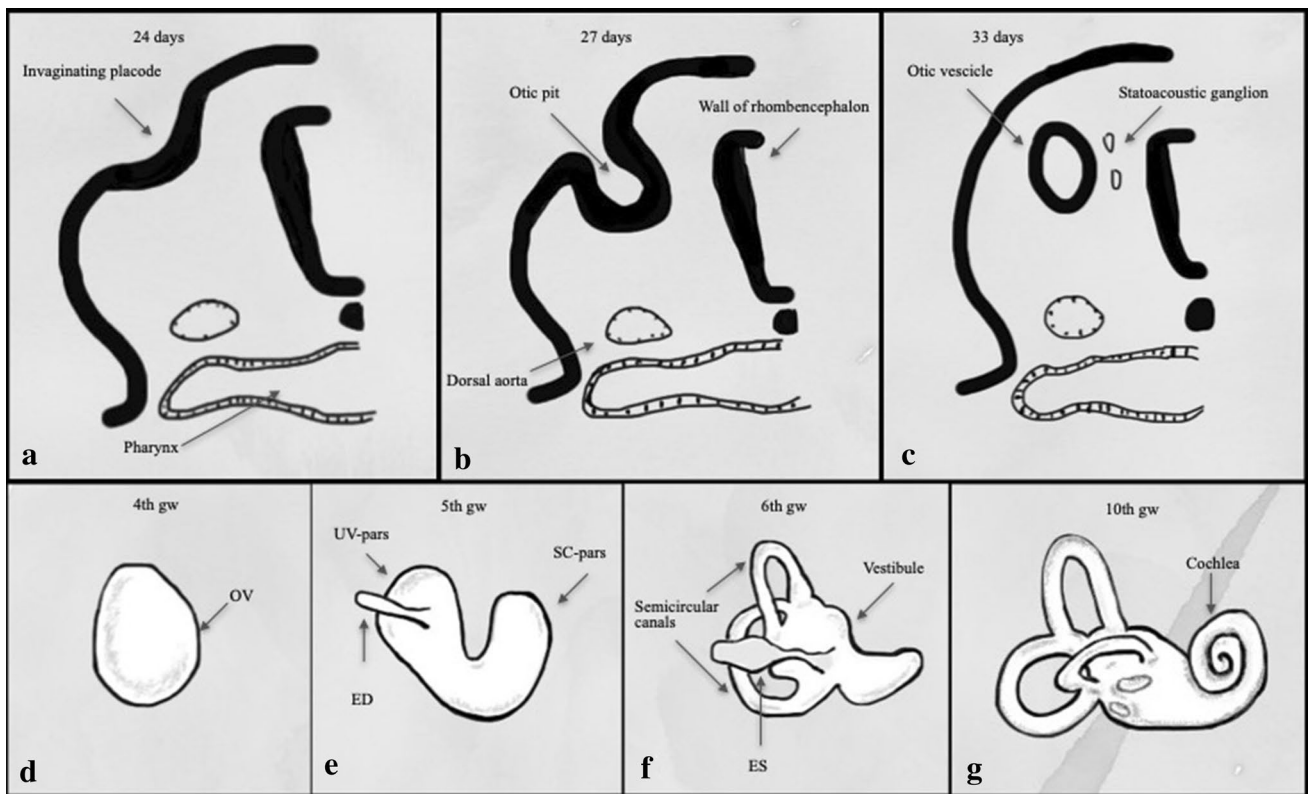 24 days
Invaginating placode
Pharynx
a
27 days
Otic pit
Wall of rhombencephalon
Dorsal aorta
b
33 days
Otic vescicle
Statoacoustic ganglion
c
4th gw
OV
d
5th gw
UV-pars
SC-pars
ED
e
6th gw
Semicircular
canals
Vestibule
ES
f
10th gw
Cochlea
g